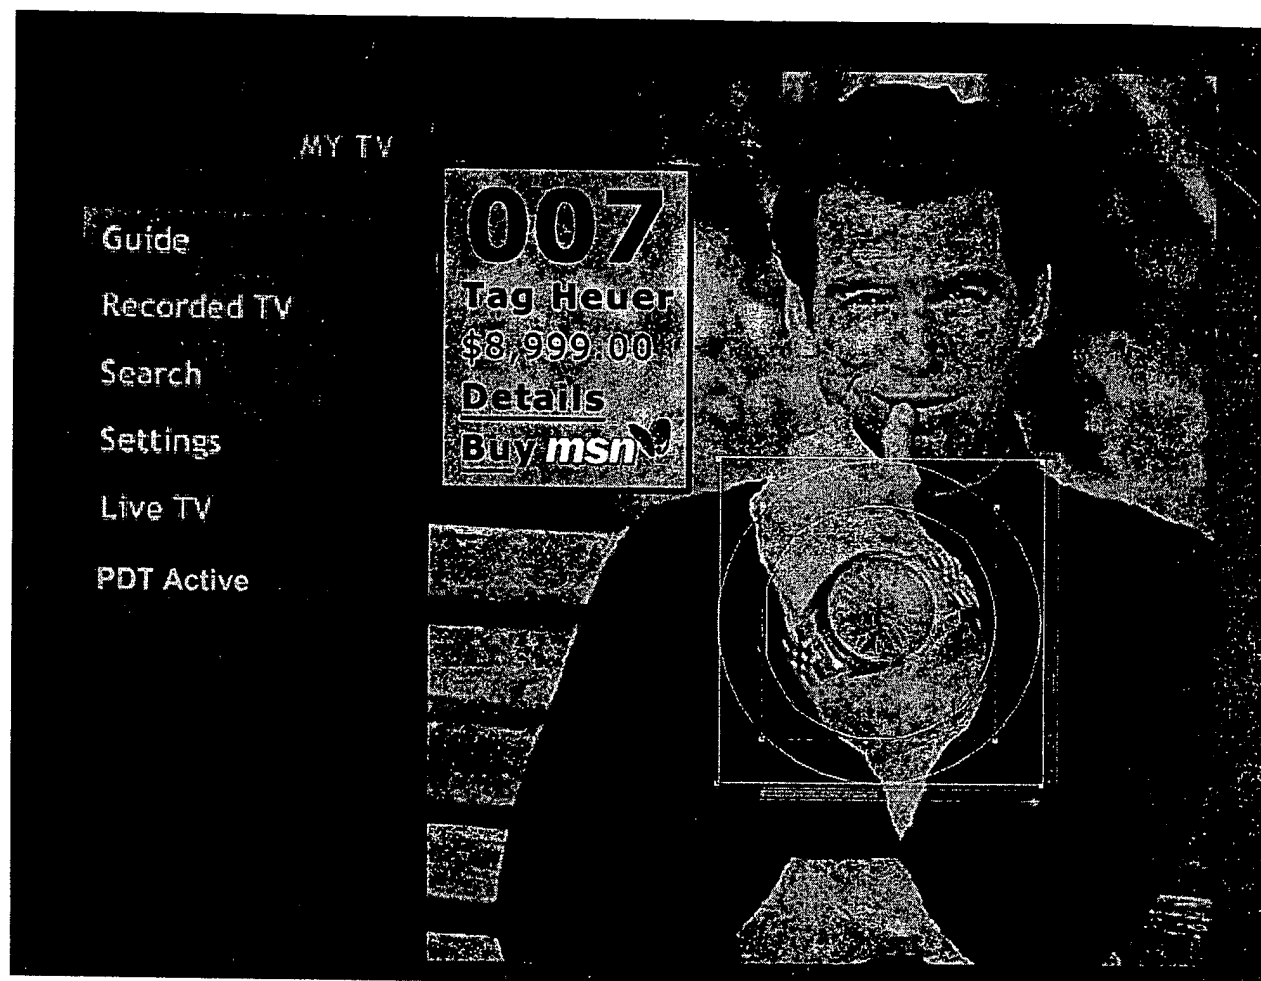 MY TV
Guide
Recorded TV
Search
Settings
Live TV
PDT Active
007
Tag Heuer
$8,999.00
Details
Buy msn